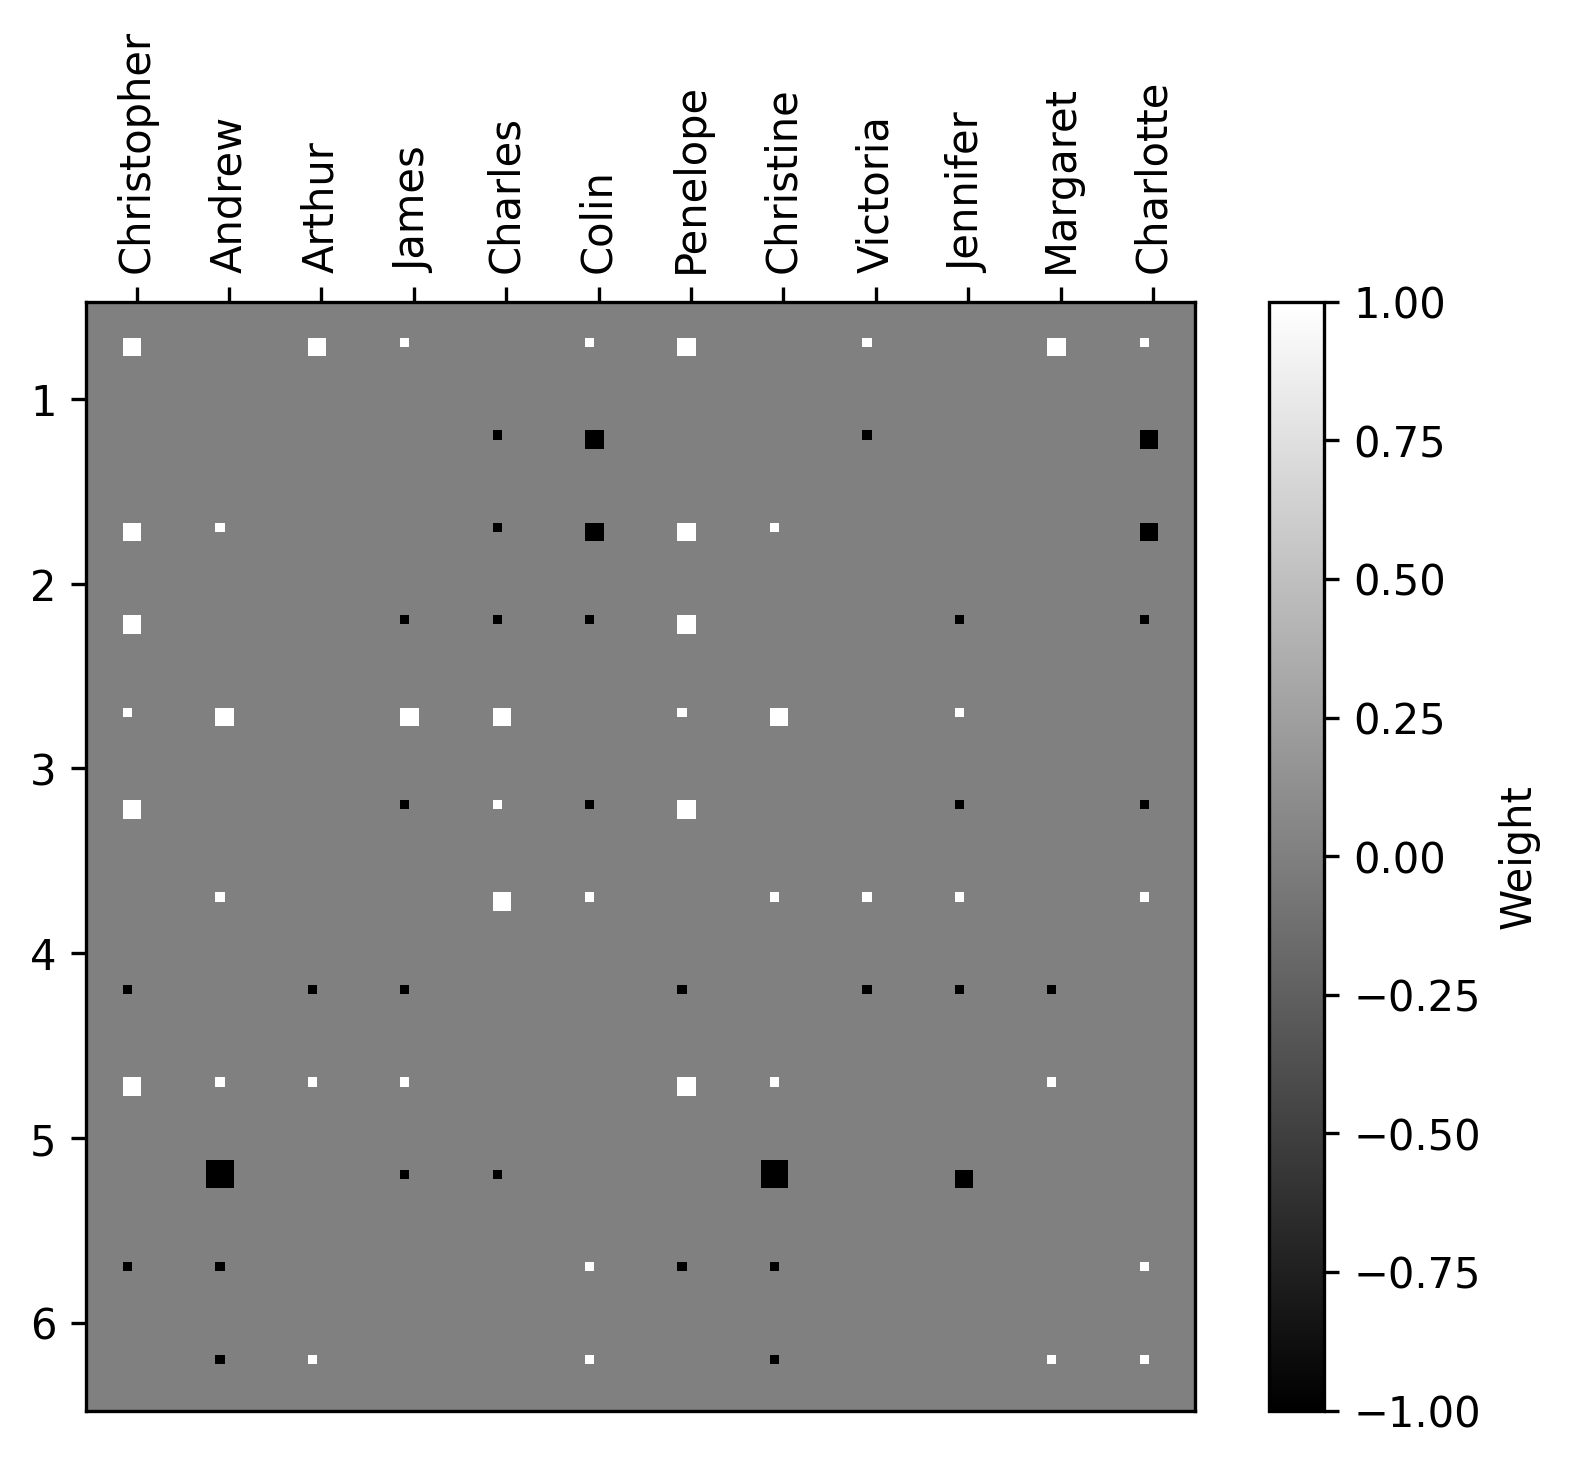 Christopher
Andrew
Arthur
James
Charles
Colin
Penelope
Christine
Victoria
Jennifer
Margaret
Charlotte
1
2
3
4
5
6
1.00
0.75
0.50
0.25
0.00
−0.25
−0.50
−0.75
−1.00
Weight